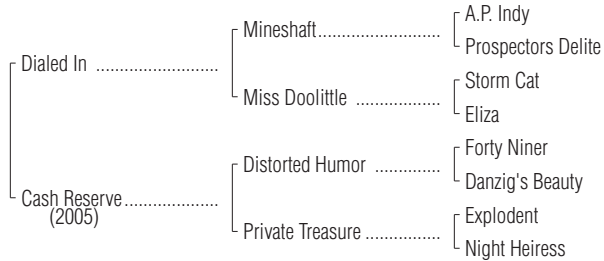 A.P. Indy
Mineshaft
Prospectors Delite
Dialed In
Storm Cat
Miss Doolittle
Eliza
Forty Niner
Distorted Humor
Danzig's Beauty
Cash Reserve
(2005)
Explodent
Private Treasure
Night Heiress